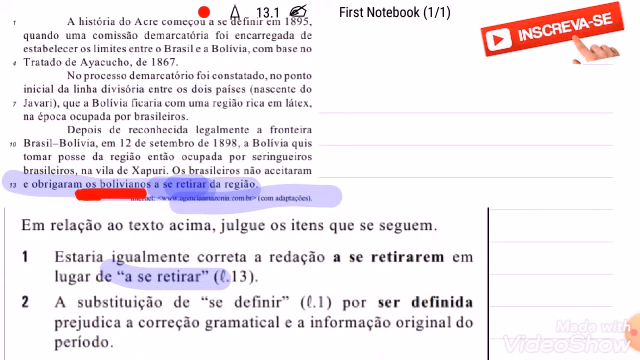 13.1
First Notebook (1/1)
INSCREVA-SE
1 A história do Acre começou a se definir em 1895,
quando uma comissão demarcatória foi encarregada de
estabelecer os limites entre o Brasil e a Bolívia, com base no
4 Tratado de Ayacucho, de 1867.
No processo demarcatório foi constatado, no ponto
inicial da linha divisória entre os dois países (nascente do
7 Javari), que a Bolívia ficaria com uma região rica em látex,
na época ocupada por brasileiros.
Depois de reconhecida legalmente a fronteira
10 Brasil–Bolívia, em 12 de setembro de 1898, a Bolívia quis
tomar posse da região então ocupada por seringueiros
brasileiros, na vila de Xapuri. Os brasileiros não aceitaram
13 e obrigaram os bolivianos a se retirar da região.
Internet: <www.agenciaamazonia.com.br> (com adaptações).
Em relação ao texto acima, julgue os itens que se seguem.
1 Estaria igualmente correta a redação a se retirarem em
lugar de “a se retirar” (ℓ.13).
2 A substituição de “se definir” (ℓ.1) por ser definida
prejudica a correção gramatical e a informação original do
período.
Made with
VideoShow